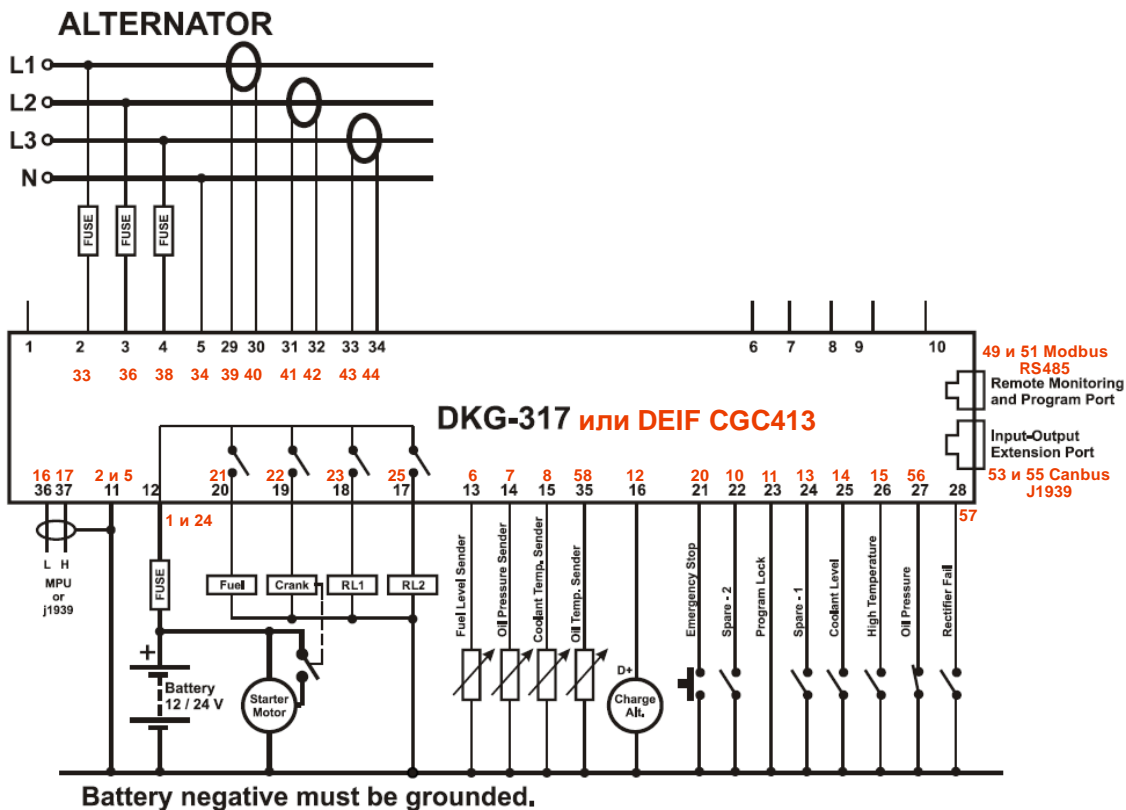 ALTERNATOR
L1
L2
L3
N
FUSE
FUSE
FUSE
1 2 3 4 5 29 30 31 32 33 34 6 7 8 9 10
33 36 38 34 39 40 41 42 43 44
49 и 51 Modbus
RS485
Remote Monitoring
and Program Port
DKG-317 или DEIF CGC413
Input-Output
Extension Port
53 и 55 Canbus
J1939
16 17 2 и 5 21 22 23 25 6 7 8 58 12 20 10 11 13 14 15 56
36 37 11 12 20 19 18 17 13 14 15 35 16 21 22 23 24 25 26 27 28
1 и 24
57
L H
MPU
or
j1939
FUSE
Fuel
Crank
RL1
RL2
Fuel Level Sender
Oil Pressure Sender
Coolant Temp. Sender
Oil Temp. Sender
Emergency Stop
Spare - 2
Program Lock
Spare - 1
Coolant Level
High Temperature
Oil Pressure
Rectifier Fail
+
Battery
12 / 24 V
Starter
Motor
D+
Charge
Alt.
Battery negative must be grounded.